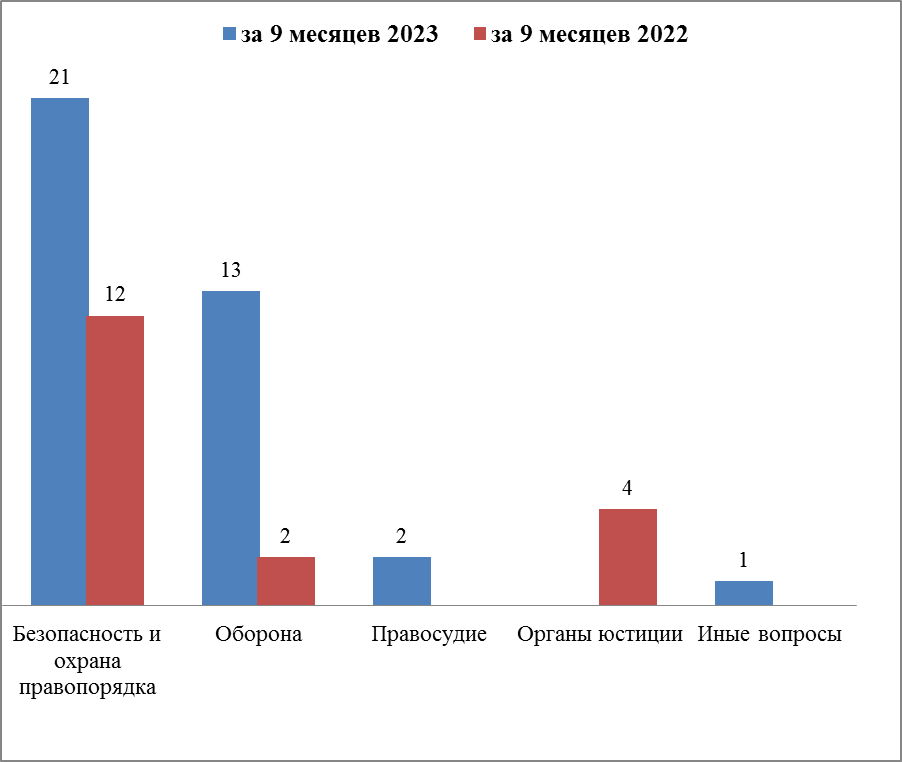 за 9 месяцев 2023 за 9 месяцев 2022
21
12
13
2
2
4
1
Безопасность и
охрана
правопорядка
Оборона
Правосудие
Органы юстиции
Иные вопросы